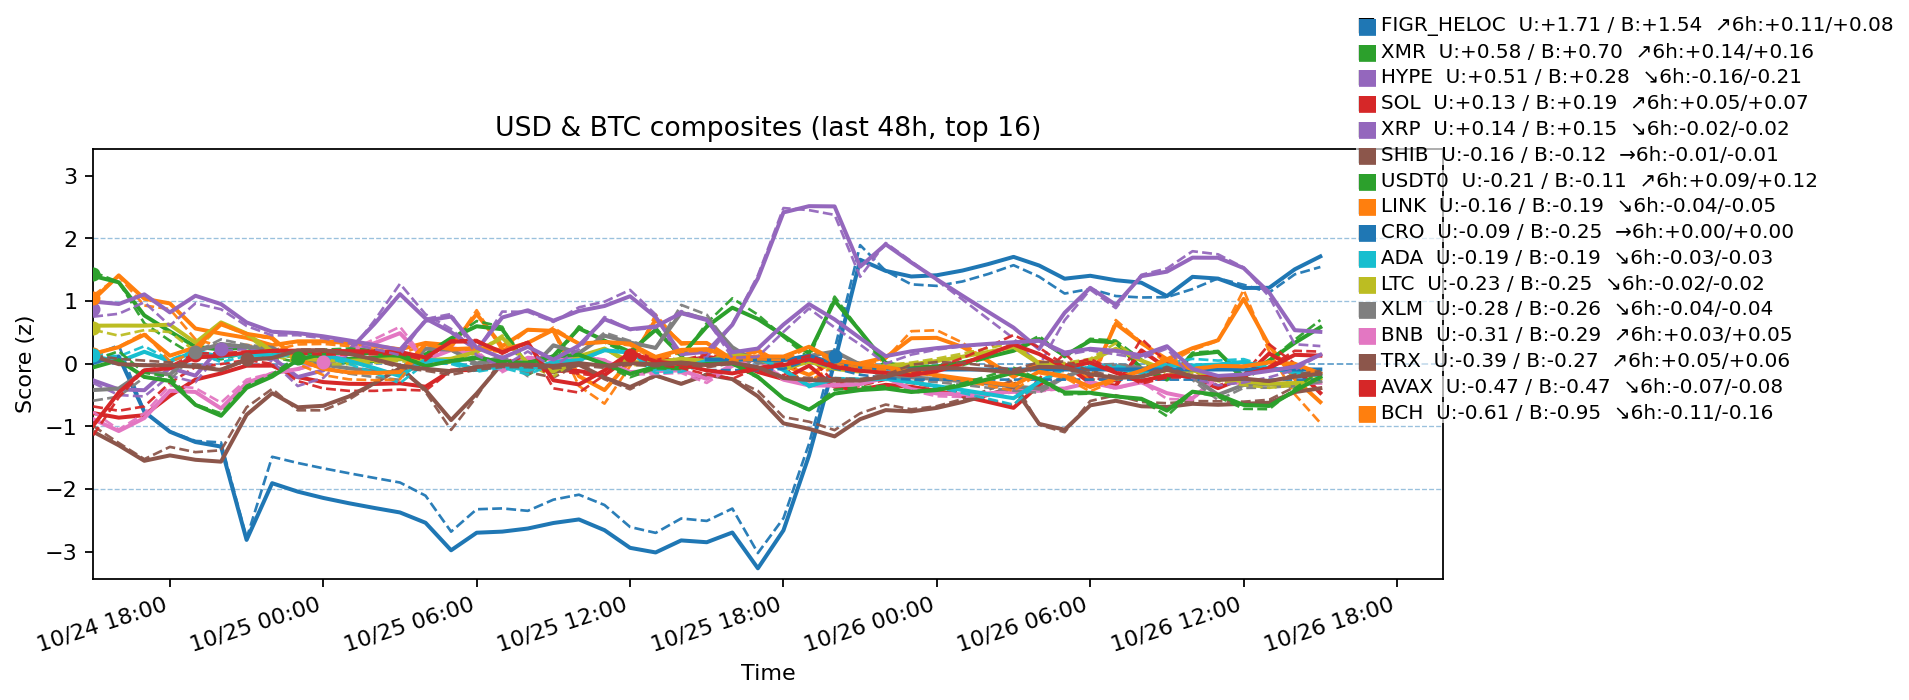 FIGR_HELOC U:+1.71 / B:+1.54 ↗6h:+0.11/+0.08
XMR U:+0.58 / B:+0.70 ↗6h:+0.14/+0.16
HYPE U:+0.51 / B:+0.28 ↘6h:-0.16/-0.21
SOL U:+0.13 / B:+0.19 ↗6h:+0.05/+0.07
XRP U:+0.14 / B:+0.15 ↘6h:-0.02/-0.02
SHIB U:-0.16 / B:-0.12 →6h:-0.01/-0.01
USDT0 U:-0.21 / B:-0.11 ↗6h:+0.09/+0.12
LINK U:-0.16 / B:-0.19 ↘6h:-0.04/-0.05
CRO U:-0.09 / B:-0.25 →6h:+0.00/+0.00
ADA U:-0.19 / B:-0.19 ↘6h:-0.03/-0.03
LTC U:-0.23 / B:-0.25 ↘6h:-0.02/-0.02
XLM U:-0.28 / B:-0.26 ↘6h:-0.04/-0.04
BNB U:-0.31 / B:-0.29 ↗6h:+0.03/+0.05
TRX U:-0.39 / B:-0.27 ↗6h:+0.05/+0.06
AVAX U:-0.47 / B:-0.47 ↘6h:-0.07/-0.08
BCH U:-0.61 / B:-0.95 ↘6h:-0.11/-0.16
USD & BTC composites (last 48h, top 16)
Score (z)
3
2
1
0
−1
−2
−3
10/24 18:00
10/25 00:00
10/25 06:00
10/25 12:00
10/25 18:00
10/26 00:00
10/26 06:00
10/26 12:00
10/26 18:00
Time